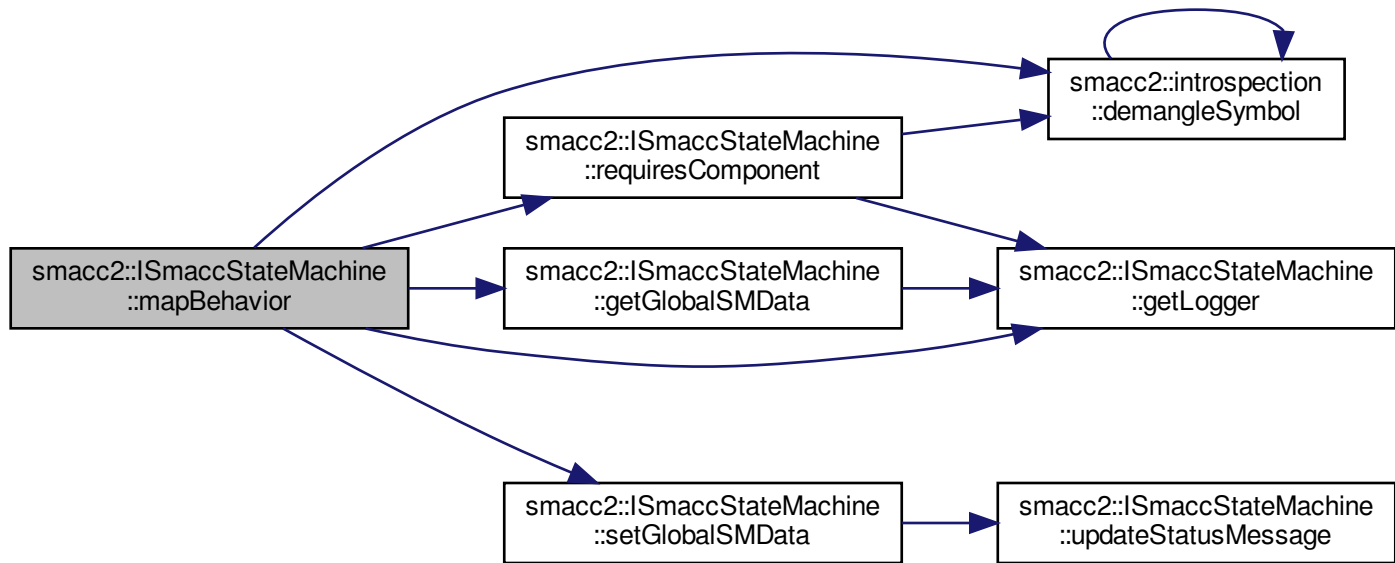 smacc2::introspection
::demangleSymbol
smacc2::ISmaccStateMachine
::requiresComponent
smacc2::ISmaccStateMachine
::mapBehavior
smacc2::ISmaccStateMachine
::getGlobalSMData
smacc2::ISmaccStateMachine
::getLogger
smacc2::ISmaccStateMachine
::setGlobalSMData
smacc2::ISmaccStateMachine
::updateStatusMessage